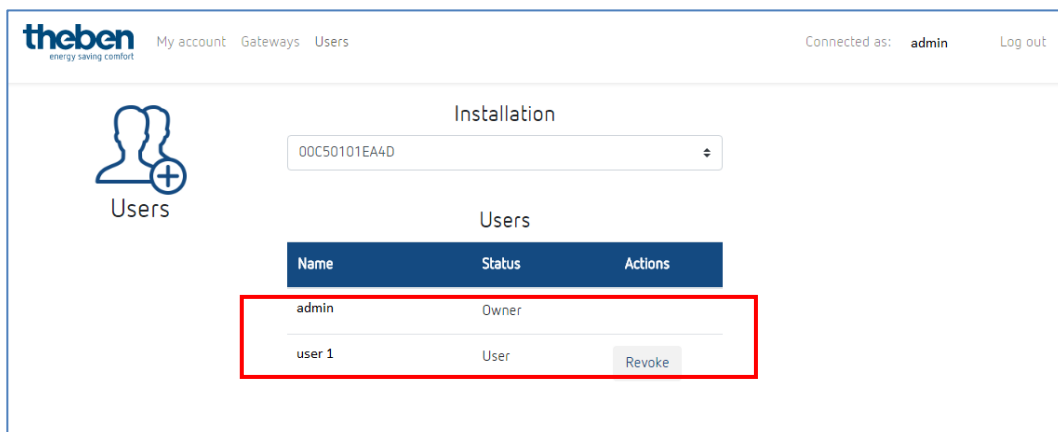 theben
energy saving comfort
My account Gateways Users
Connected as: admin Log out
Installation
00C50101EA4D
Users
Users
Name Status Actions
admin Owner
user 1 User Revoke